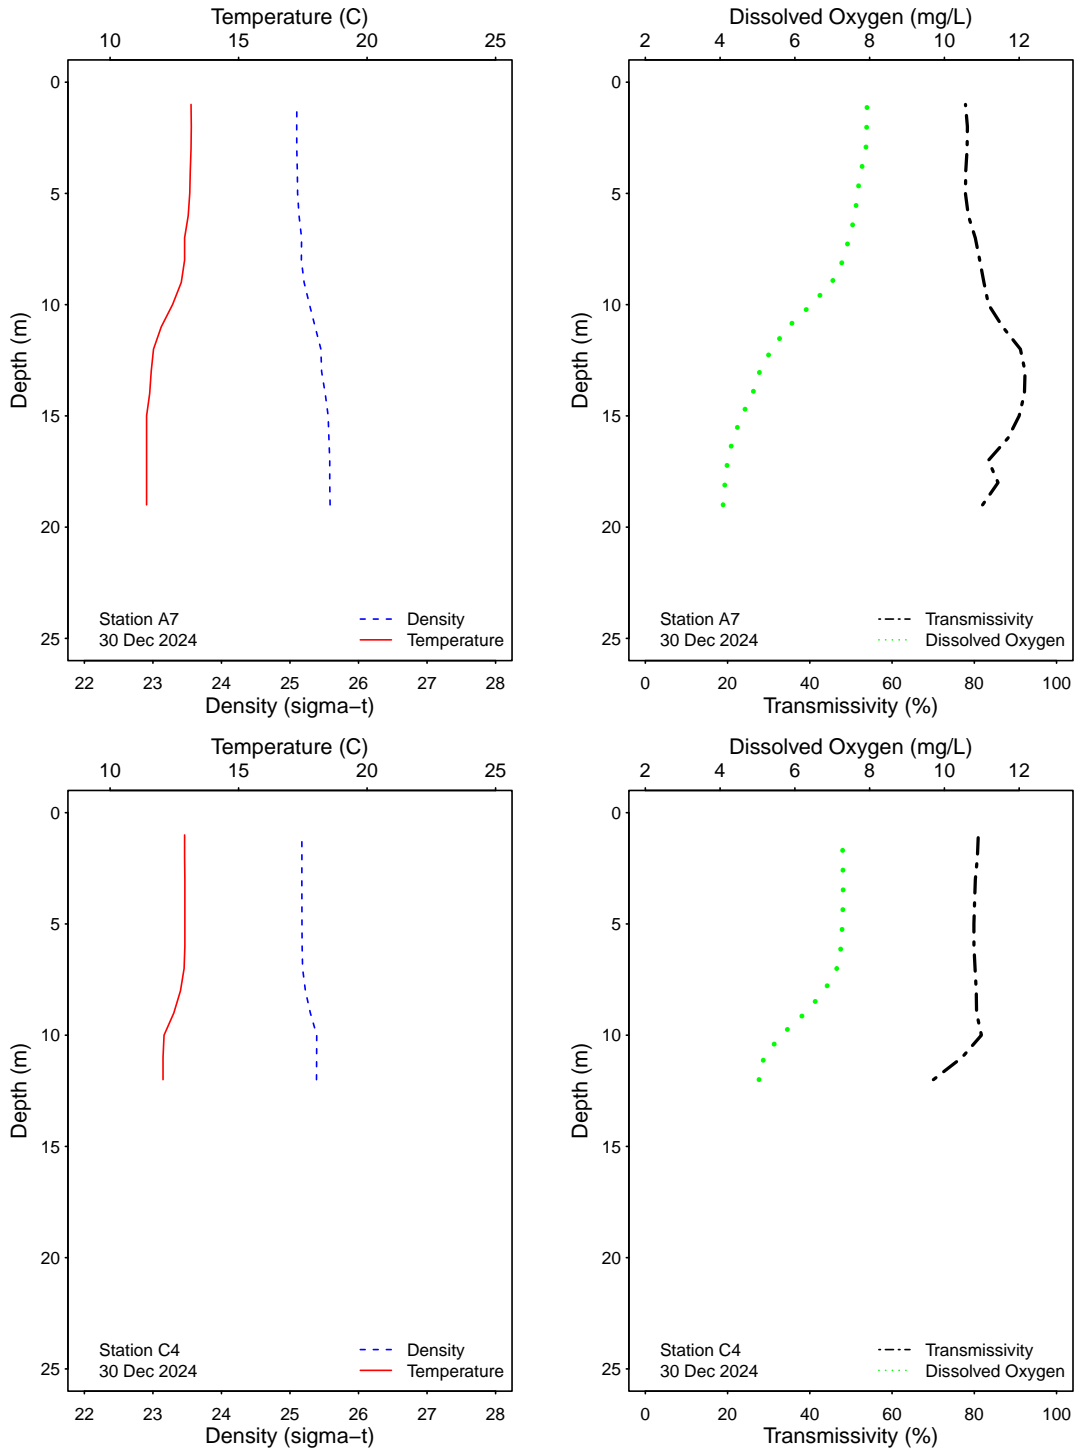 Temperature (C)
10 15 20 25
Depth (m)
0
5
10
15
20
25
Station A7
30 Dec 2024
Density
Temperature
22 23 24 25 26 27 28
Density (sigma−t)
Dissolved Oxygen (mg/L)
2 4 6 8 10 12
Depth (m)
0
5
10
15
20
25
Station A7
30 Dec 2024
Transmissivity
Dissolved Oxygen
0 20 40 60 80 100
Transmissivity (%)
Temperature (C)
10 15 20 25
Depth (m)
0
5
10
15
20
25
Station C4
30 Dec 2024
Density
Temperature
22 23 24 25 26 27 28
Density (sigma−t)
Dissolved Oxygen (mg/L)
2 4 6 8 10 12
Depth (m)
0
5
10
15
20
25
Station C4
30 Dec 2024
Transmissivity
Dissolved Oxygen
0 20 40 60 80 100
Transmissivity (%)